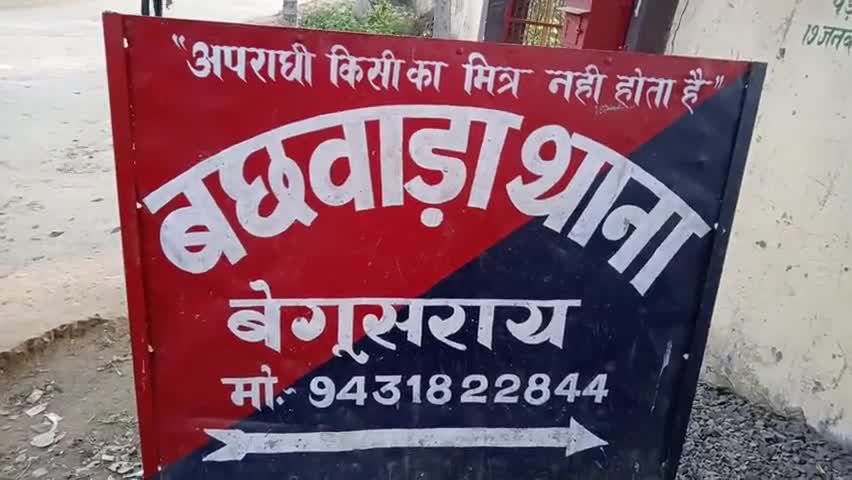 "अपराधी किसी का मित्र नही होता है"
बछवाड़ा थाना
बेगूसराय
मो.:- 9431822844